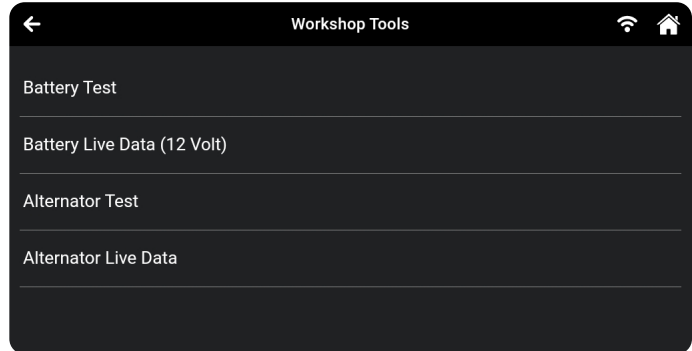 Workshop Tools
Battery Test
Battery Live Data (12 Volt)
Alternator Test
Alternator Live Data